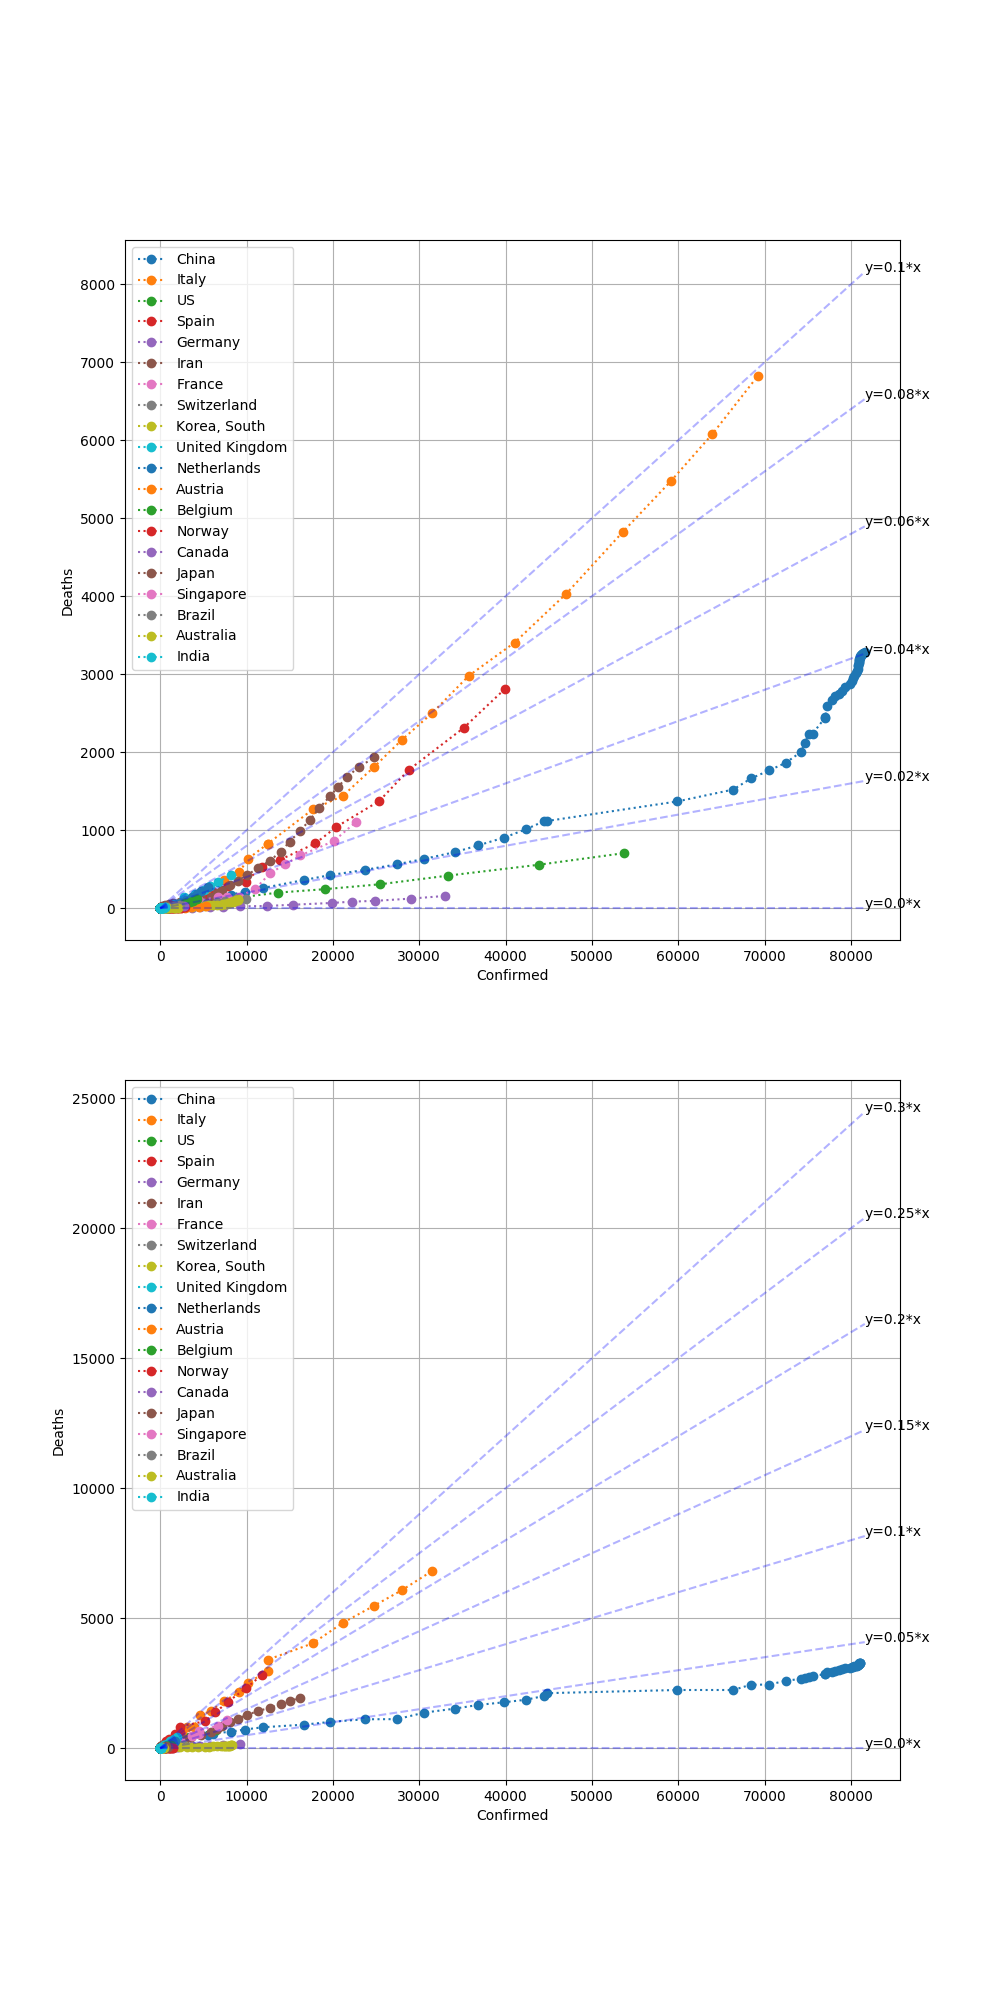 8000
7000
6000
5000
4000
3000
2000
1000
0
Deaths
China
Italy
US
Spain
Germany
Iran
France
Switzerland
Korea, South
United Kingdom
Netherlands
Austria
Belgium
Norway
Canada
Japan
Singapore
Brazil
Australia
India
y=0.1*x
y=0.08*x
y=0.06*x
y=0.04*x
y=0.02*x
y=0.0*x
0 10000 20000 30000 40000 50000 60000 70000 80000
Confirmed
25000
20000
15000
10000
5000
0
Deaths
China
Italy
US
Spain
Germany
Iran
France
Switzerland
Korea, South
United Kingdom
Netherlands
Austria
Belgium
Norway
Canada
Japan
Singapore
Brazil
Australia
India
y=0.3*x
y=0.25*x
y=0.2*x
y=0.15*x
y=0.1*x
y=0.05*x
y=0.0*x
0 10000 20000 30000 40000 50000 60000 70000 80000
Confirmed